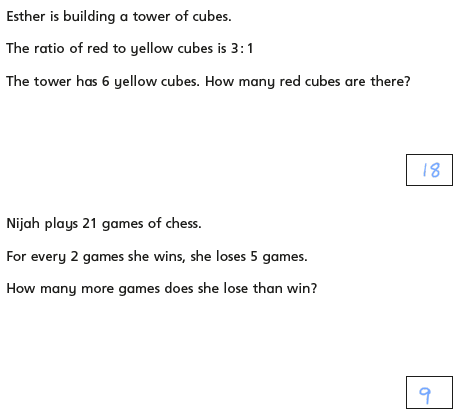 Esther is building a tower of cubes.
The ratio of red to yellow cubes is 3:1
The tower has 6 yellow cubes. How many red cubes are there?
18
Nijah plays 21 games of chess.
For every 2 games she wins, she loses 5 games.
How many more games does she lose than win?
9